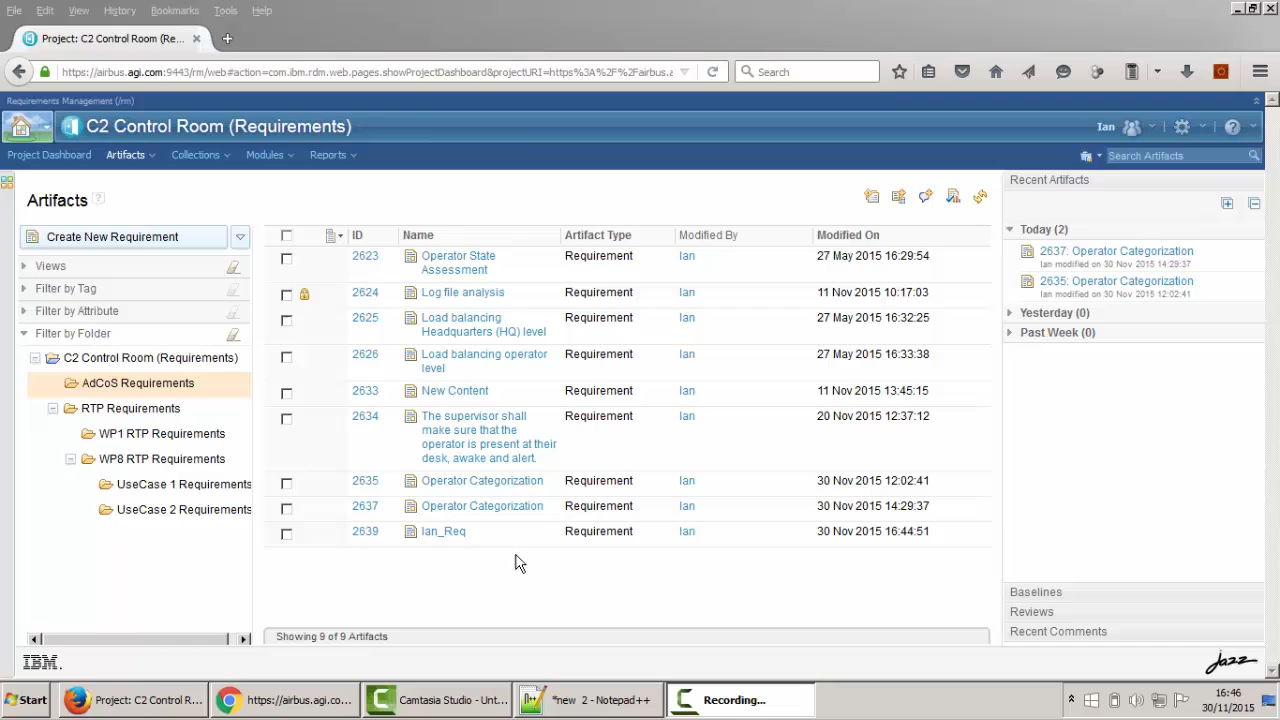 File Edit View History Bookmarks Tools Help
Project: C2 Control Room (Re...
https://airbus.agi.com:9443/rm/web#action=com.ibm.rdm.web.pages.showProjectDashboard&projectURI=https%3A%2F%2Fairbus.a
Search
Requirements Management (/rm)
C2 Control Room (Requirements)
Ian
Project Dashboard Artifacts Collections Modules Reports
Search Artifacts
Artifacts
Create New Requirement
Views
Filter by Tag
Filter by Attribute
Filter by Folder
C2 Control Room (Requirements)
AdCoS Requirements
RTP Requirements
WP1 RTP Requirements
WP8 RTP Requirements
UseCase 1 Requirements
UseCase 2 Requirements
ID Name Artifact Type Modified By Modified On
2623 Operator State Requirement Ian 27 May 2015 16:29:54
Assessment
2624 Log file analysis Requirement Ian 11 Nov 2015 10:17:03
2625 Load balancing Requirement Ian 27 May 2015 16:32:25
Headquarters (HQ) level
2626 Load balancing operator Requirement Ian 27 May 2015 16:33:38
level
2633 New Content Requirement Ian 11 Nov 2015 13:45:15
2634 The supervisor shall Requirement Ian 20 Nov 2015 12:37:12
make sure that the
operator is present at their
desk, awake and alert.
2635 Operator Categorization Requirement Ian 30 Nov 2015 12:02:41
2637 Operator Categorization Requirement Ian 30 Nov 2015 14:29:37
2639 Ian_Req Requirement Ian 30 Nov 2015 16:44:51
Showing 9 of 9 Artifacts
Recent Artifacts
Today (2)
2637: Operator Categorization
Ian modified on 30 Nov 2015 14:29:37
2635: Operator Categorization
Ian modified on 30 Nov 2015 12:02:41
Yesterday (0)
Past Week (0)
Baselines
Reviews
Recent Comments
IBM.
Jazz
Start
Project: C2 Control R...
https://airbus.agi.co...
Camtasia Studio - Unt...
*new 2 - Notepad++
Recording...
16:46
30/11/2015